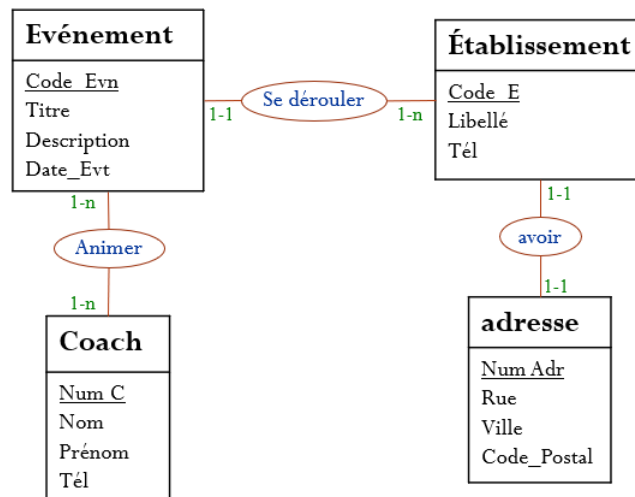 Evénement
Code_Evn
Titre
Description
Date_Evt
1-1
Se dérouler
1-n
Établissement
Code_E
Libellé
Tél
1-n
Animer
1-n
Coach
Num C
Nom
Prénom
Tél
1-1
avoir
1-1
adresse
Num Adr
Rue
Ville
Code_Postal